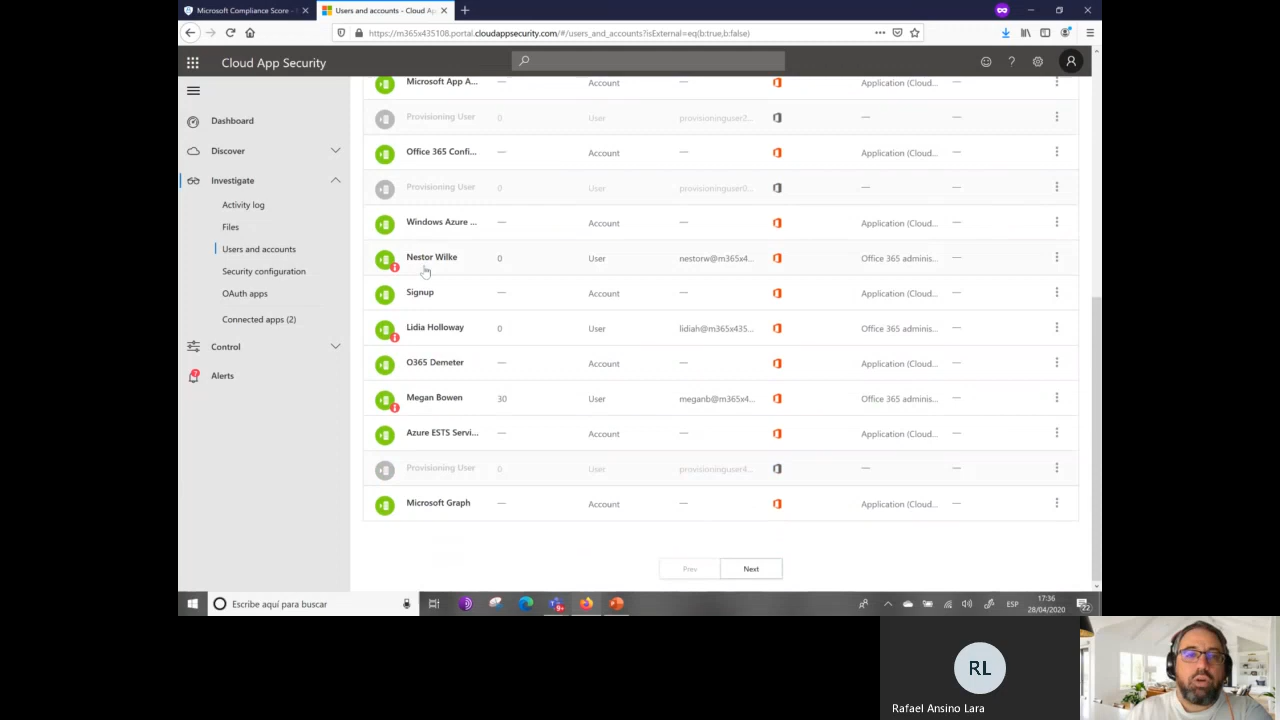 Microsoft Compliance Score -
Users and accounts - Cloud Ap
https://m365x435108.portal.cloudappsecurity.com/#/users_and_accounts?isExternal=eq(b:true,b:false)
Cloud App Security
Dashboard
Discover
Investigate
Activity log
Files
Users and accounts
Security configuration
OAuth apps
Connected apps (2)
Control
Alerts
Microsoft App A... — Account — Application (Cloud... —
Provisioning User 0 User provisioninguser2... — —
Office 365 Confi... — Account — Application (Cloud... —
Provisioning User 0 User provisioninguser0... — —
Windows Azure ... — Account — Application (Cloud... —
Nestor Wilke 0 User nestorw@m365x4... Office 365 adminis... —
Signup — Account — Application (Cloud... —
Lidia Holloway 0 User lidiah@m365x435... Office 365 adminis... —
O365 Demeter — Account — Application (Cloud... —
Megan Bowen 30 User meganb@m365x4... Office 365 adminis... —
Azure ESTS Servi... — Account — Application (Cloud... —
Provisioning User 0 User provisioninguser4... — —
Microsoft Graph — Account — Application (Cloud... —
Prev Next
Escribe aquí para buscar
9+
ESP
17:36
28/04/2020
22
RL
Rafael Ansino Lara